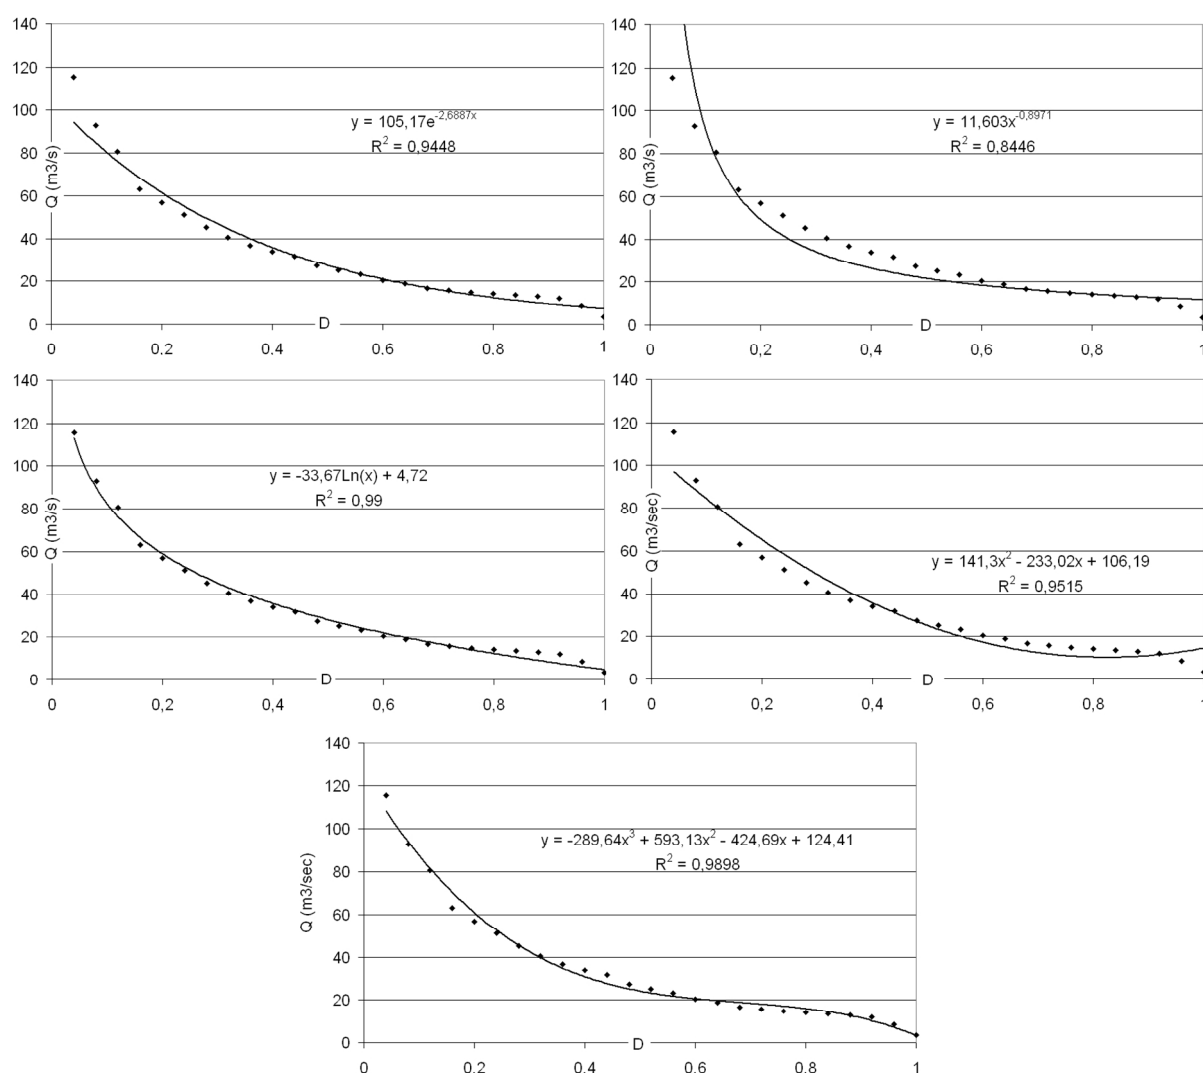 140
120
100
80
60
40
20
0
Q (m3/s)
y = 105,17e^-2,6887x
R² = 0,9448
D
0 0,2 0,4 0,6 0,8 1
140
120
100
80
60
40
20
0
Q (m3/s)
y = 11,603x^-0,8971
R² = 0,8446
D
0 0,2 0,4 0,6 0,8 1
140
120
100
80
60
40
20
0
Q (m3/s)
y = -33,67Ln(x) + 4,72
R² = 0,99
D
0 0,2 0,4 0,6 0,8 1
140
120
100
80
60
40
20
0
Q (m3/sec)
y = 141,3x² - 233,02x + 106,19
R² = 0,9515
D
0 0,2 0,4 0,6 0,8 1
140
120
100
80
60
40
20
0
Q (m3/sec)
y = -289,64x³ + 593,13x² - 424,69x + 124,41
R² = 0,9898
D
0 0,2 0,4 0,6 0,8 1